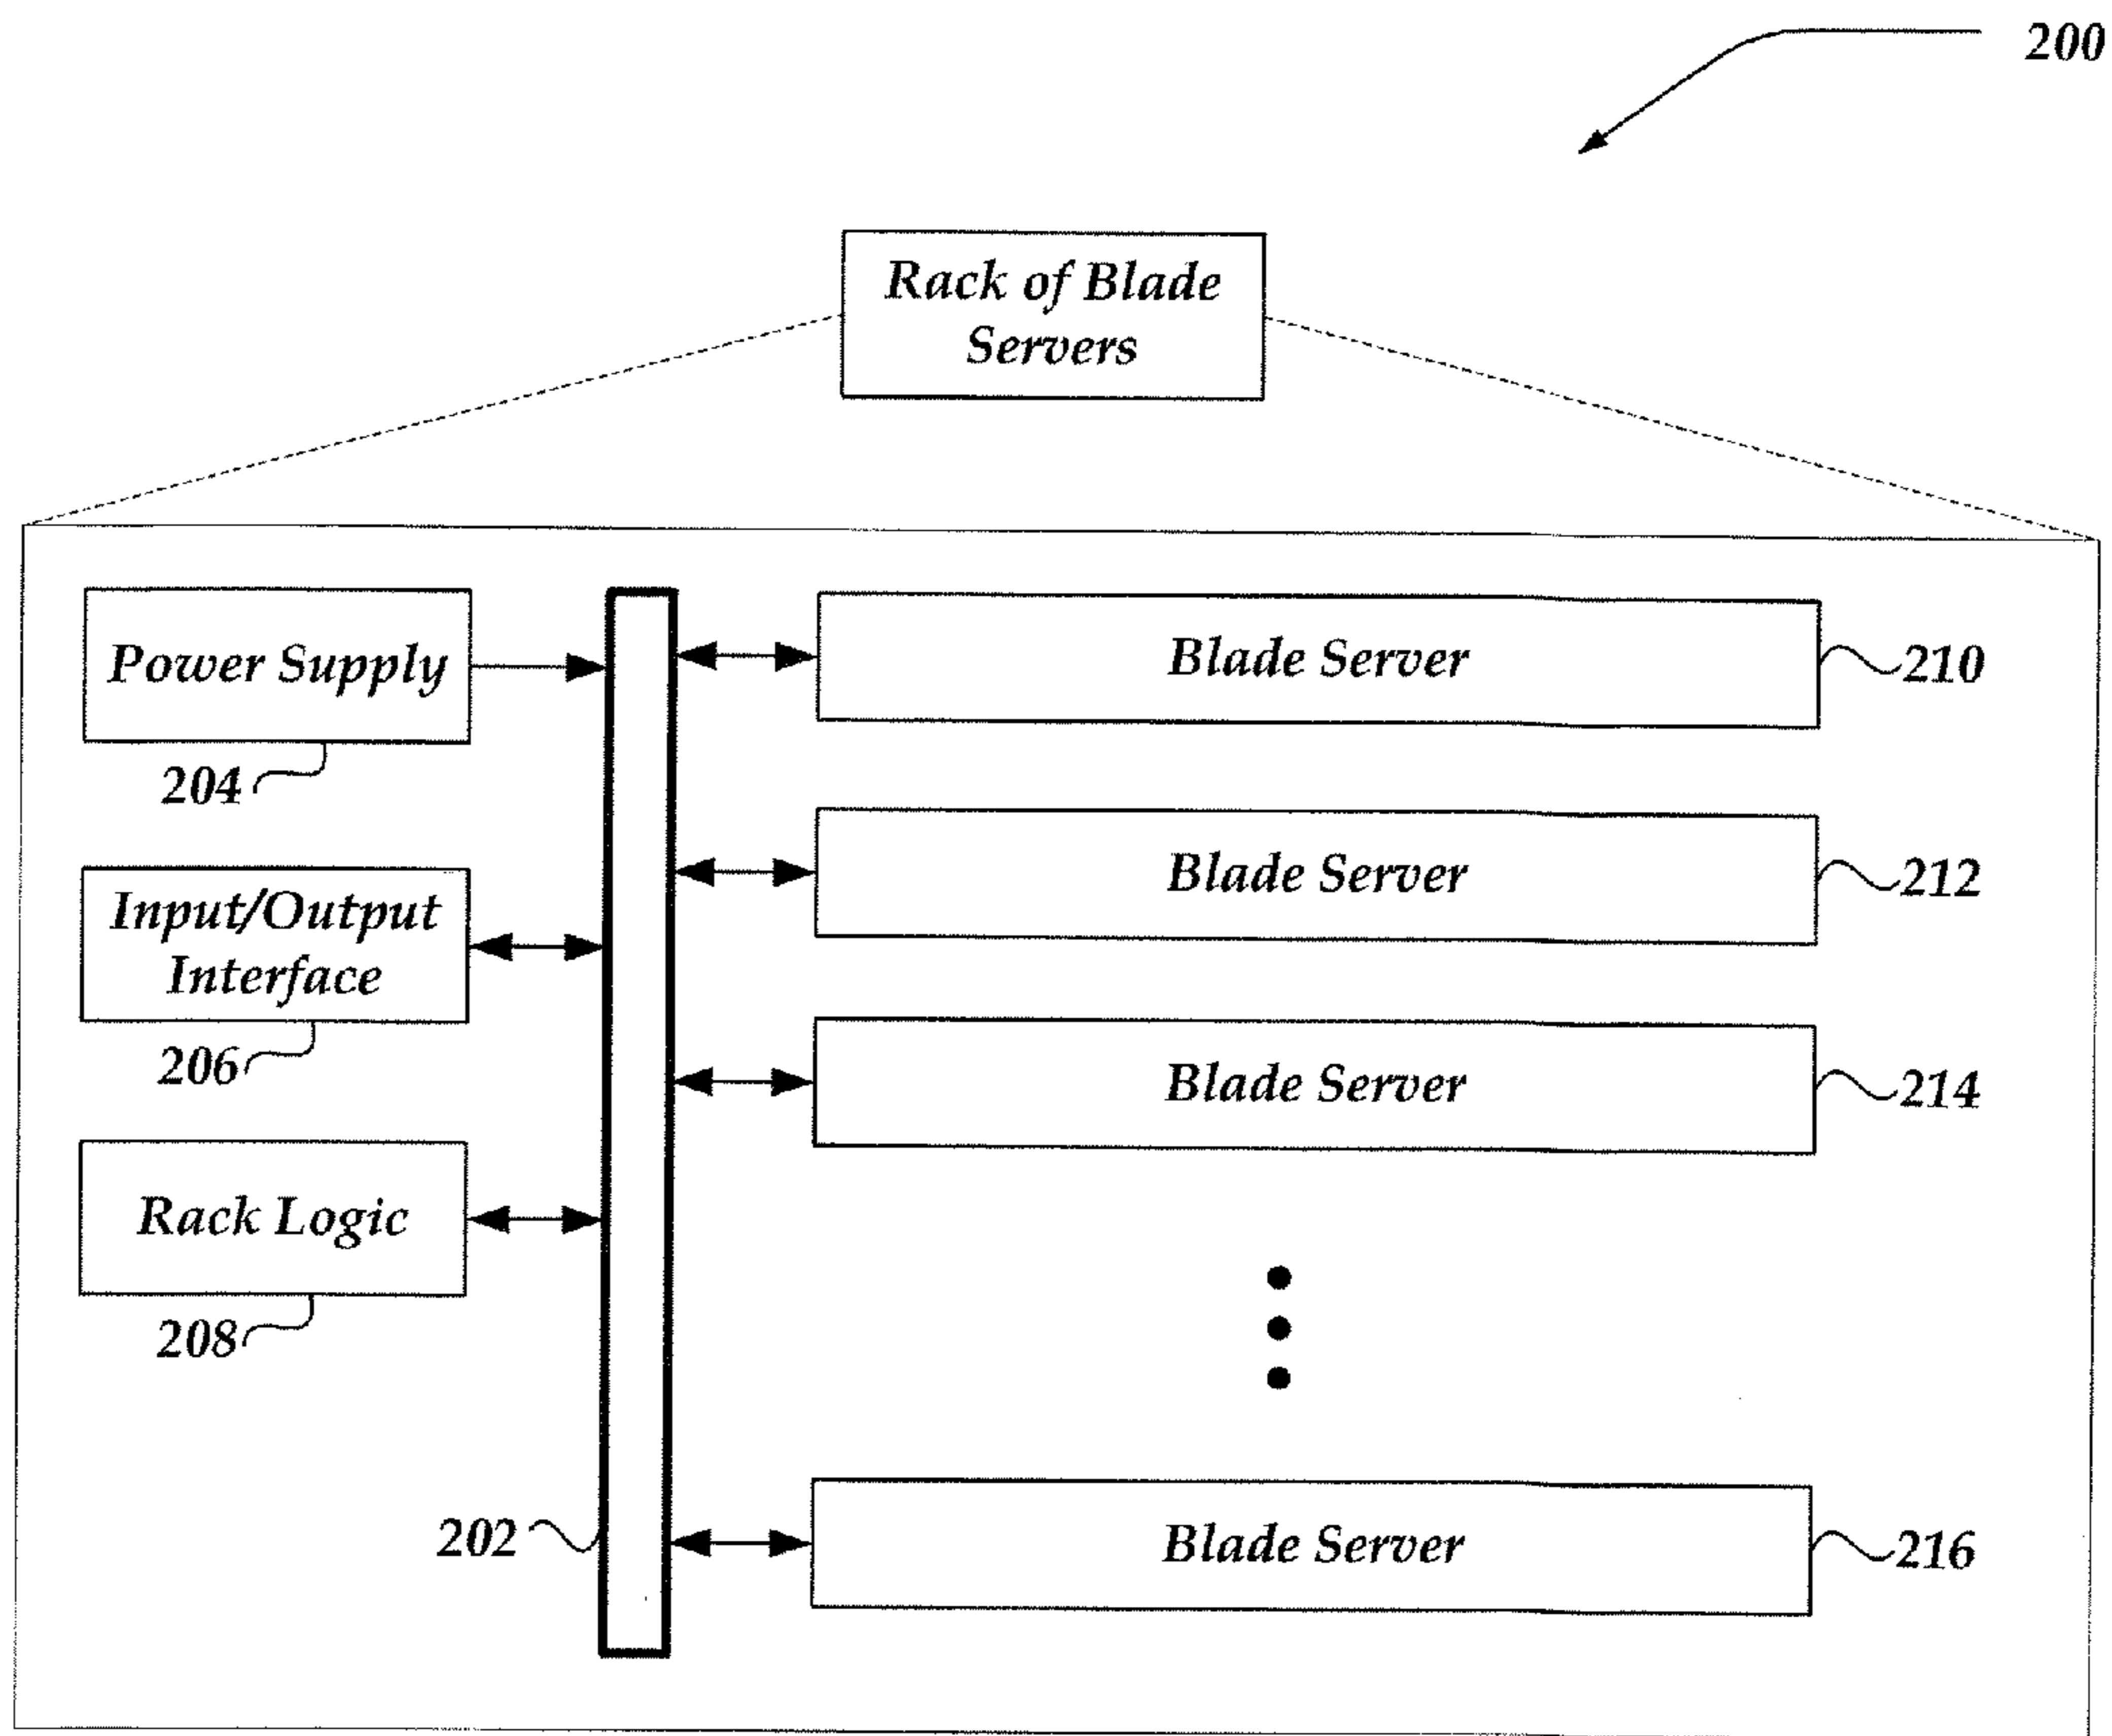 200
Rack of Blade
Servers
Power Supply
204
Input/Output
Interface
206
Rack Logic
208
202
Blade Server
210
Blade Server
212
Blade Server
214
Blade Server
216